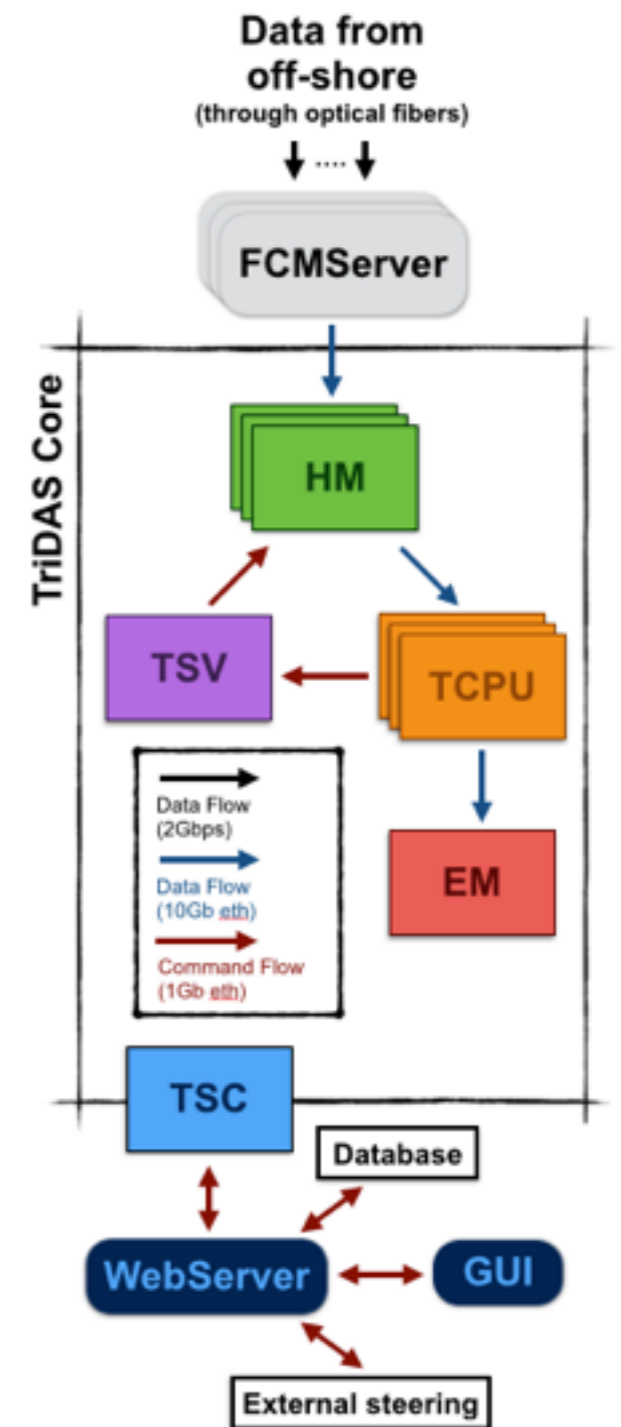 Data from
off-shore
(through optical fibers)
....
FCMServer
TriDAS Core
HM
TSV
TCPU
Data Flow
(2Gbps)
Data Flow
(10Gb eth)
Command Flow
(1Gb eth)
EM
TSC
Database
WebServer
GUI
External steering